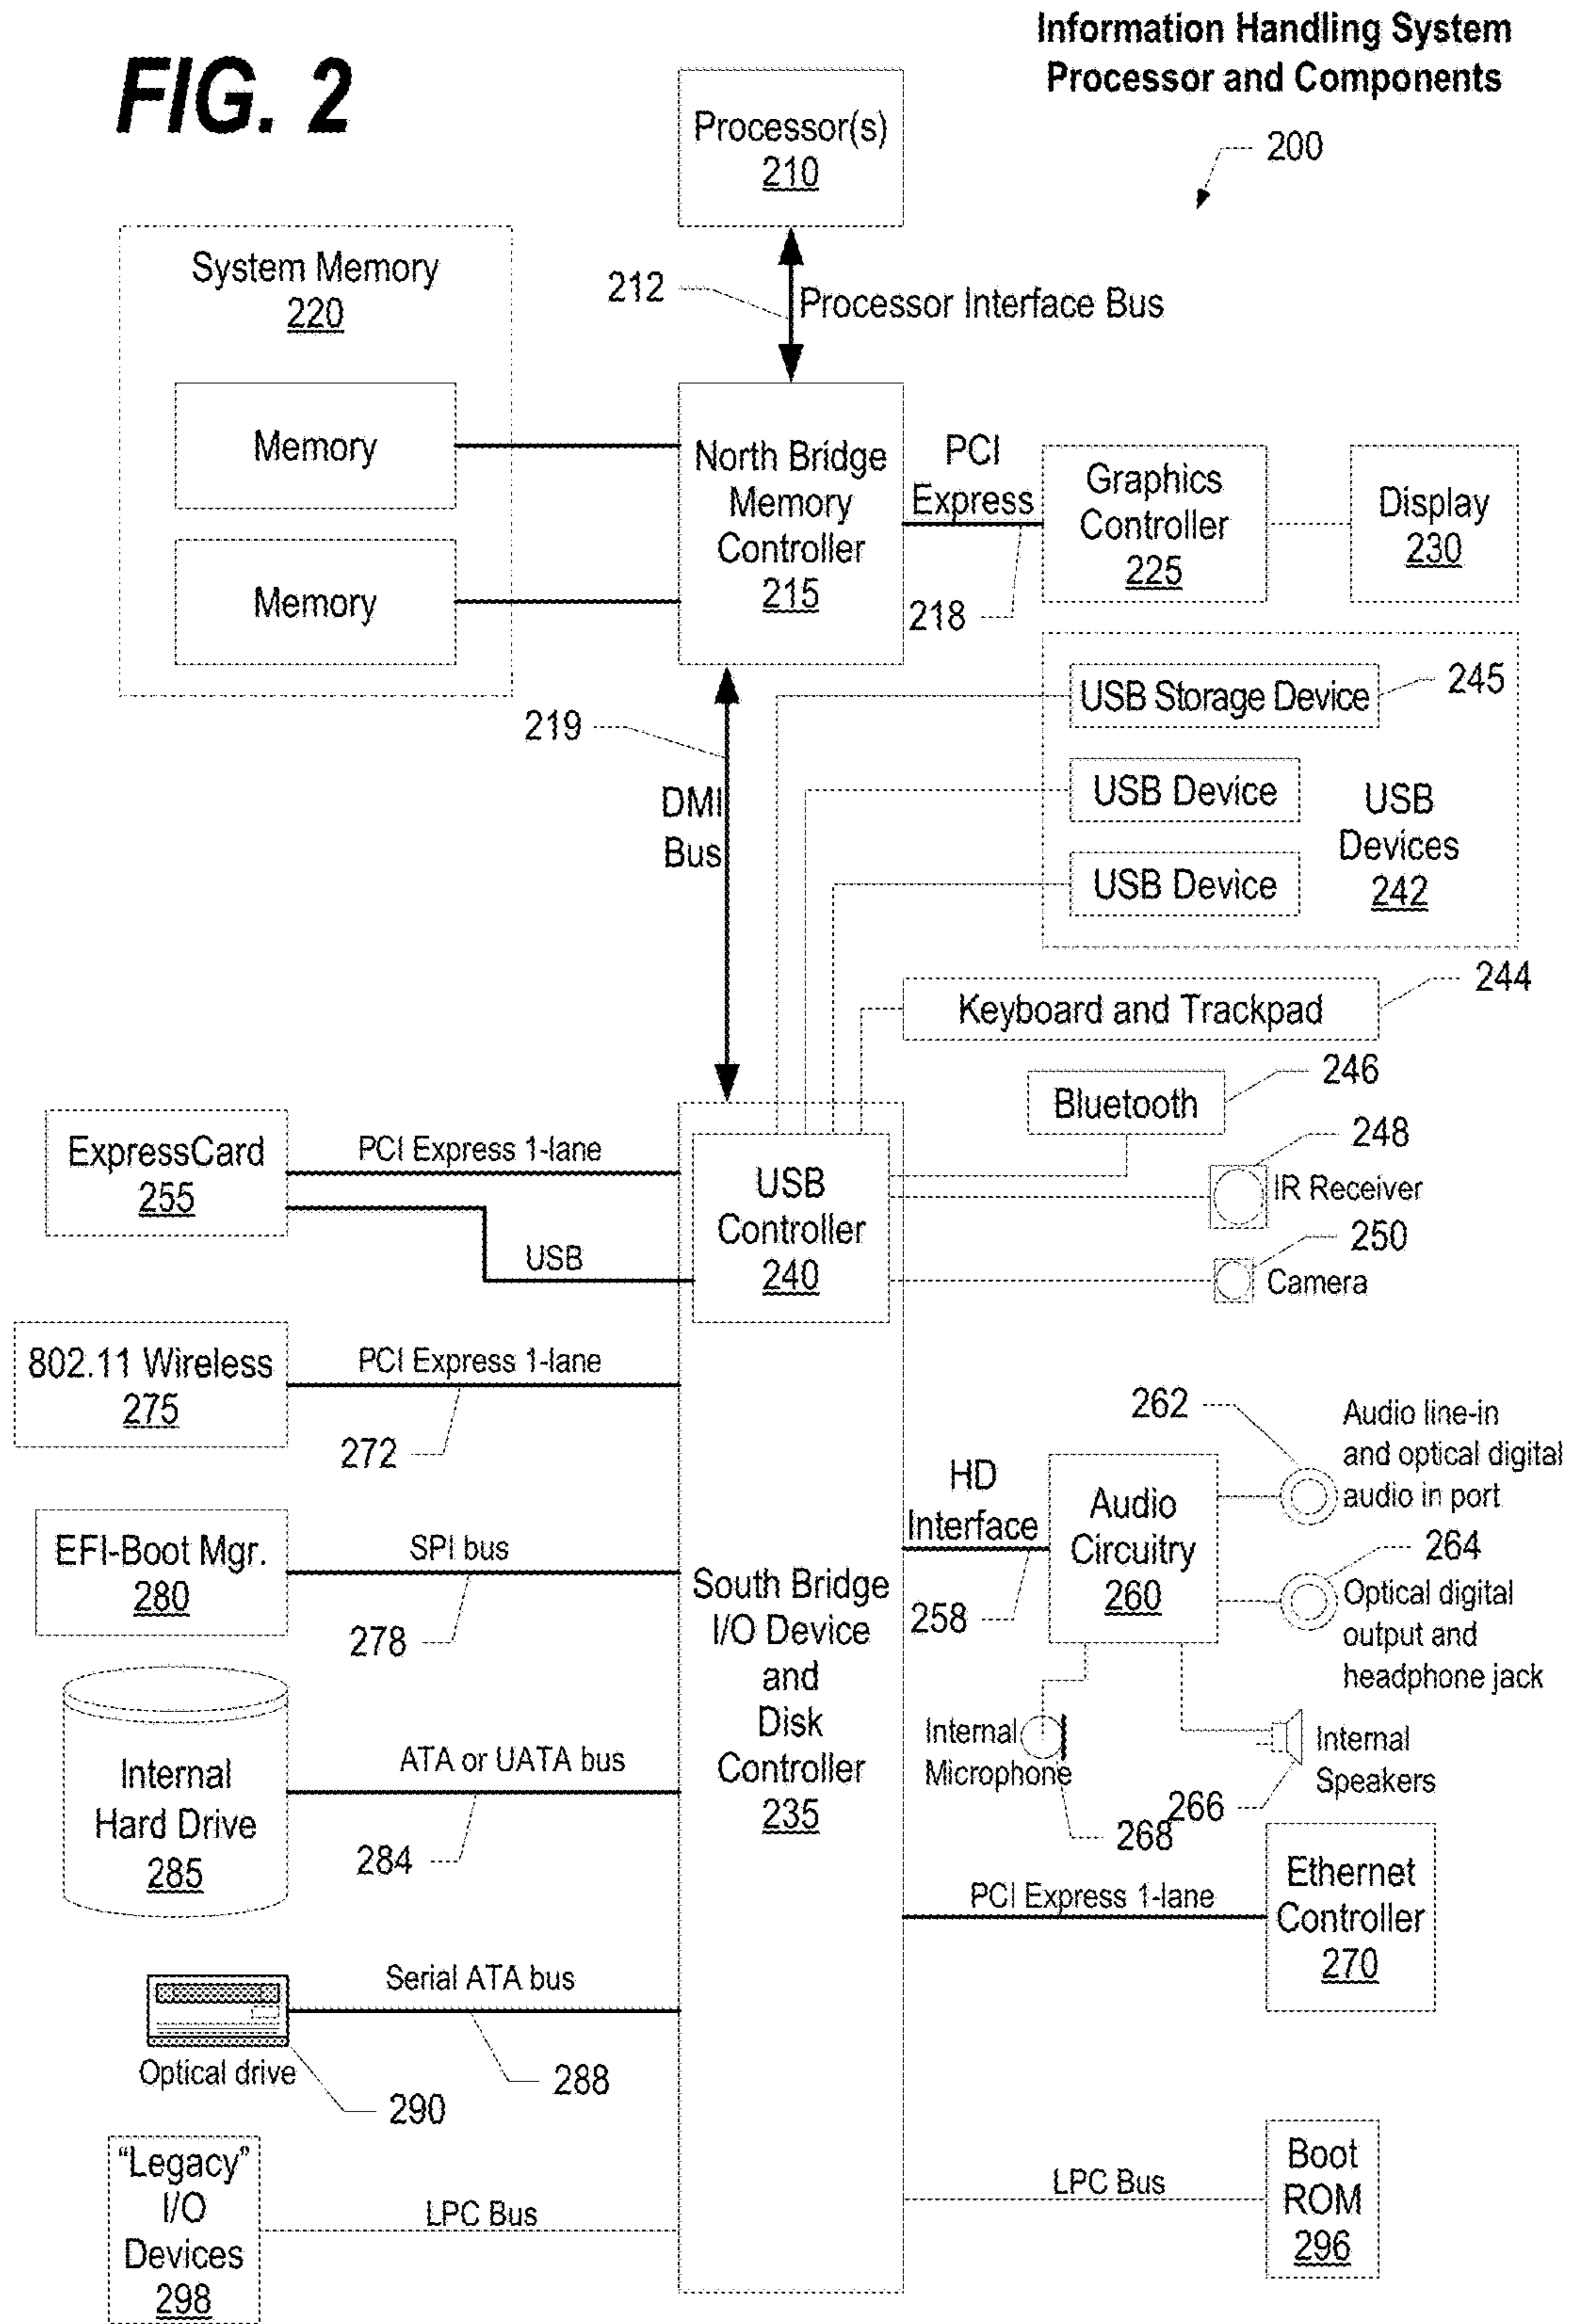 FIG. 2
Information Handling System
Processor and Components
200
Processor(s)
210
212
Processor Interface Bus
System Memory
220
Memory
Memory
North Bridge
Memory
Controller
215
PCI
Express
218
Graphics
Controller
225
Display
230
219
DMI
Bus
USB Storage Device
245
USB Device
USB Device
USB
Devices
242
Keyboard and Trackpad
244
Bluetooth
246
IR Receiver
248
Camera
250
ExpressCard
255
PCI Express 1-lane
USB
USB
Controller
240
802.11 Wireless
275
PCI Express 1-lane
272
EFI-Boot Mgr.
280
SPI bus
278
South Bridge
I/O Device
and
Disk
Controller
235
HD
Interface
258
Audio
Circuitry
260
262
Audio line-in
and optical digital
audio in port
264
Optical digital
output and
headphone jack
Internal
Microphone
268
Internal
Speakers
266
Internal
Hard Drive
285
ATA or UATA bus
284
PCI Express 1-lane
Ethernet
Controller
270
Optical drive
290
Serial ATA bus
288
"Legacy"
I/O
Devices
298
LPC Bus
LPC Bus
Boot
ROM
296